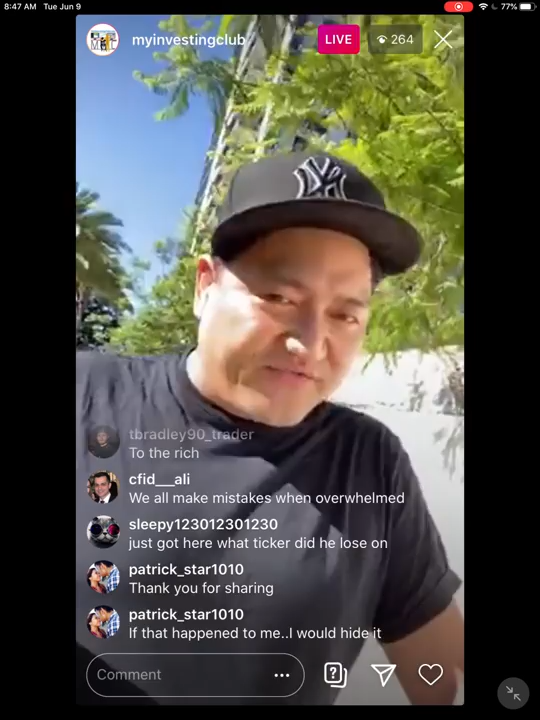 8:47 AM Tue Jun 9
77%
myinvestingclub
LIVE
264
NY
tbradley90_trader
To the rich
cfid___ali
We all make mistakes when overwhelmed
sleepy123012301230
just got here what ticker did he lose on
patrick_star1010
Thank you for sharing
patrick_star1010
If that happened to me..I would hide it
Comment